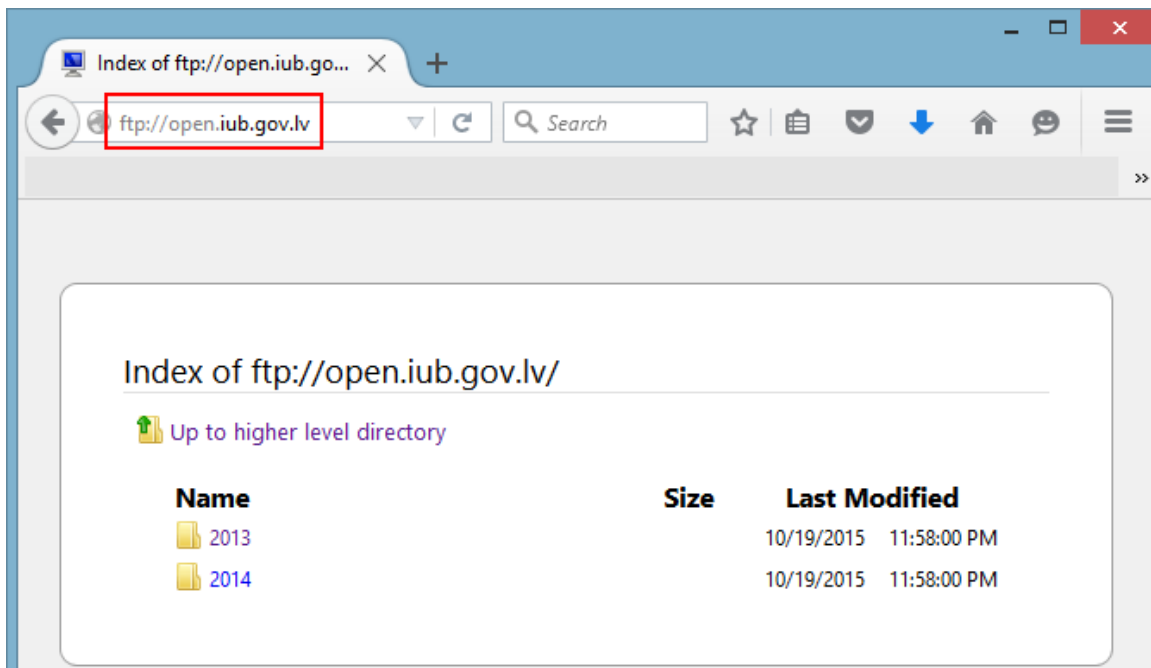 Index of ftp://open.iub.go...
ftp://open.iub.gov.lv
Search
Index of ftp://open.iub.gov.lv/
Up to higher level directory
Name Size Last Modified
2013 10/19/2015 11:58:00 PM
2014 10/19/2015 11:58:00 PM